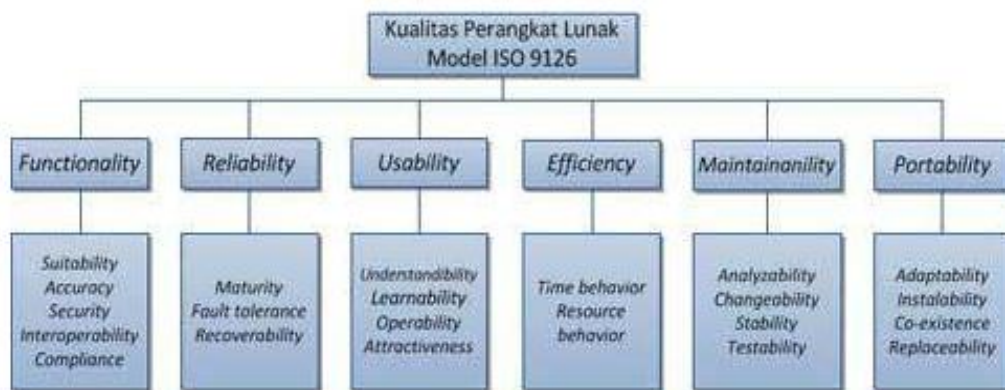 Kualitas Perangkat Lunak
Model ISO 9126
Functionality
Reliability
Usability
Efficiency
Maintainanility
Portability
Suitability
Accuracy
Security
Interoperability
Compliance
Maturity
Fault tolerance
Recoverability
Understandibility
Learnability
Operability
Attractiveness
Time behavior
Resource
behavior
Analyzability
Changeability
Stability
Testability
Adaptability
Instalability
Co-existence
Replaceability